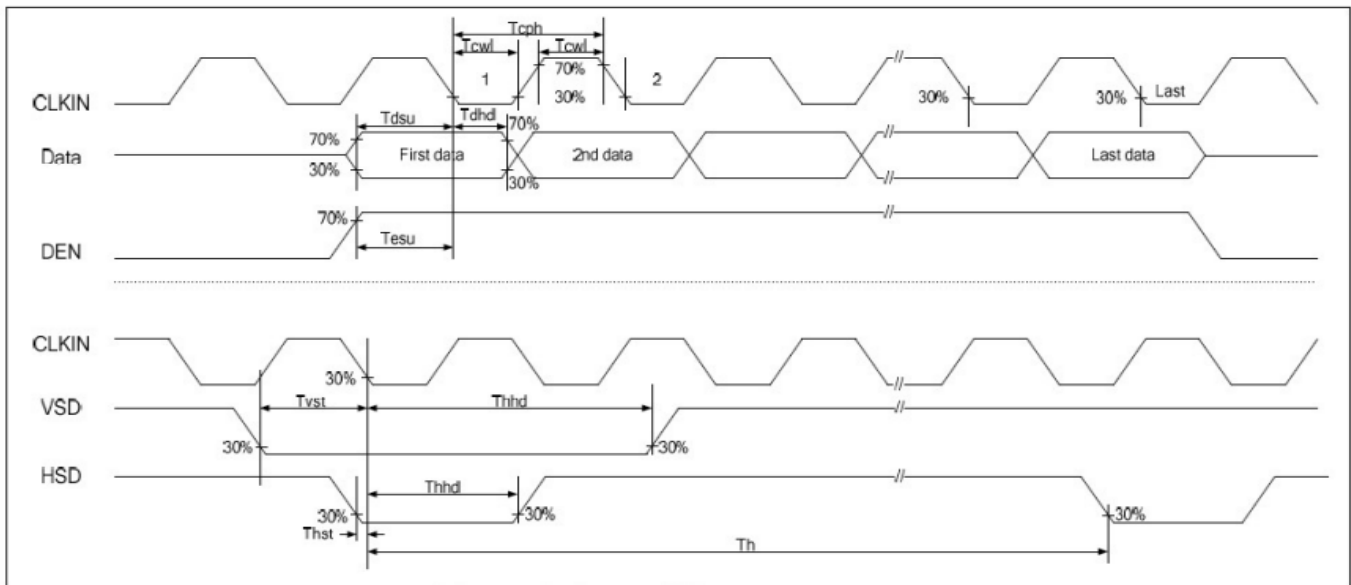 Tcph
Tcwl Tcwl
1 70% 2
CLKIN 30% 30% 30% Last
Tdsu Tdhd
70% 70%
Data First data 2nd data // Last data
30% 30%
70%
DEN Tesu
CLKIN
30%
VSD Tvst Thhd
30% 30%
HSD Thhd
30% 30% 30%
Thst
Th